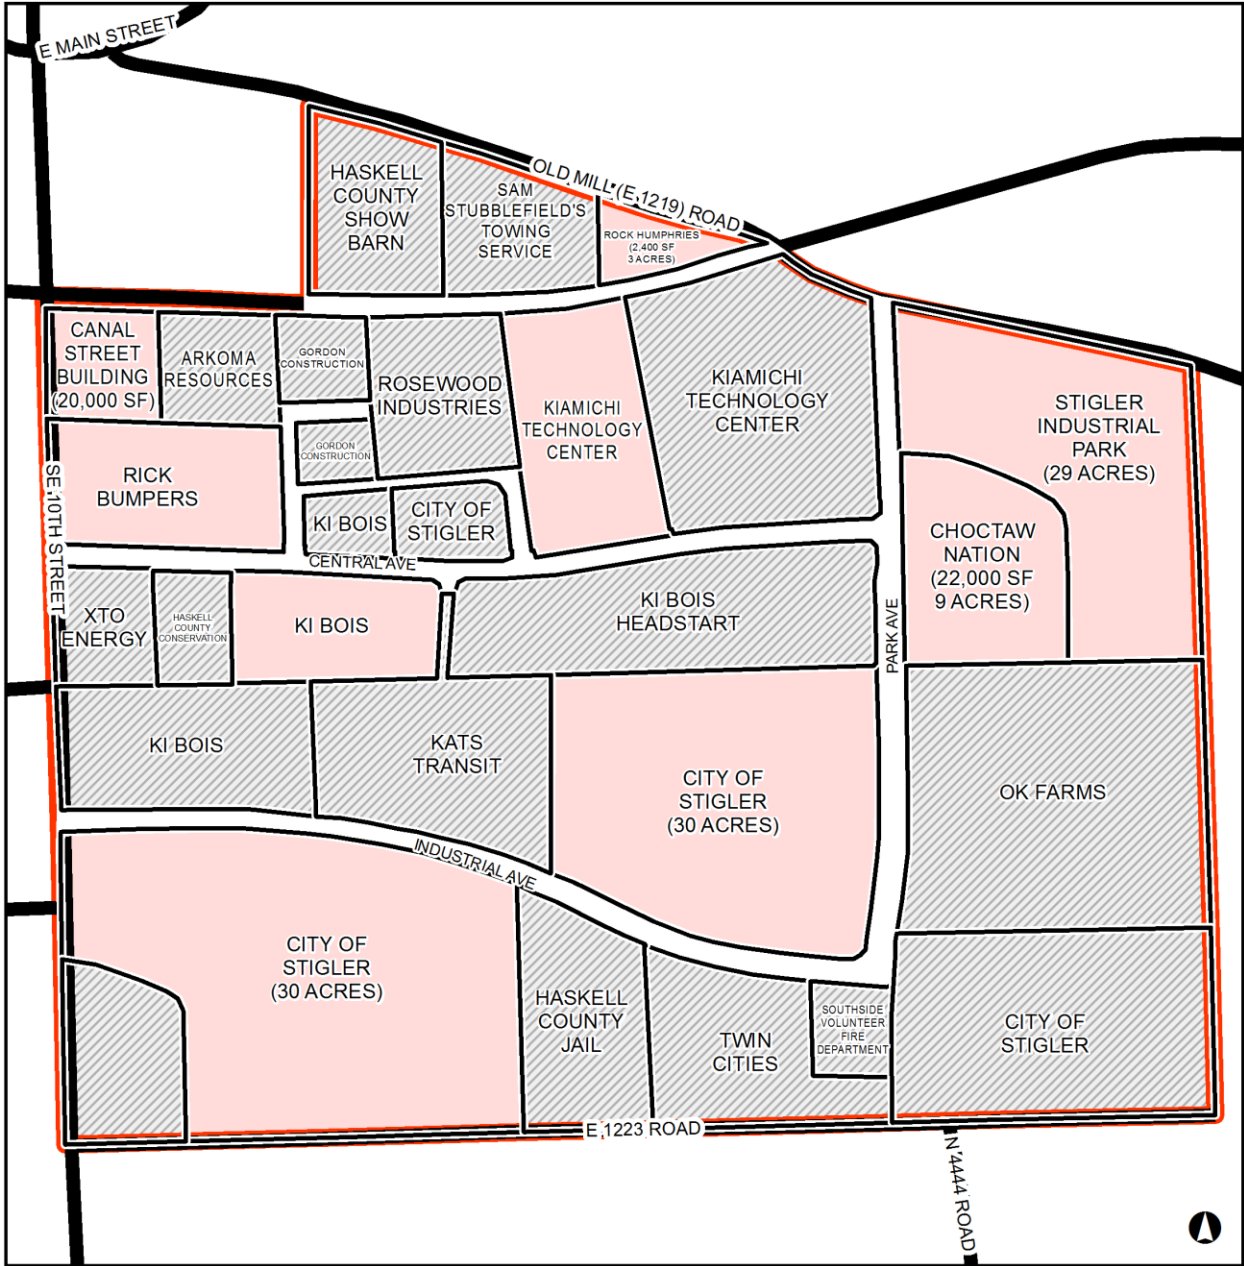 E MAIN STREET
OLD MILL (E 1219) ROAD
HASKELL
COUNTY
SHOW
BARN
SAM
STUBBLEFIELD'S
TOWING
SERVICE
ROCK HUMPHRIES
(2,400 SF
3 ACRES)
CANAL
STREET
BUILDING
(20,000 SF)
ARKOMA
RESOURCES
GORDON
CONSTRUCTION
ROSEWOOD
INDUSTRIES
KIAMICHI
TECHNOLOGY
CENTER
KIAMICHI
TECHNOLOGY
CENTER
STIGLER
INDUSTRIAL
PARK
(29 ACRES)
RICK
BUMPERS
GORDON
CONSTRUCTION
KI BOIS
CITY OF
STIGLER
CHOCTAW
NATION
(22,000 SF
9 ACRES)
SE 10TH STREET
CENTRAL AVE
XTO
ENERGY
HASKELL
COUNTY
CONSERVATION
KI BOIS
KI BOIS
HEADSTART
PARK AVE
KI BOIS
KATS
TRANSIT
CITY OF
STIGLER
(30 ACRES)
OK FARMS
INDUSTRIAL AVE
CITY OF
STIGLER
(30 ACRES)
HASKELL
COUNTY
JAIL
TWIN
CITIES
SOUTHSIDE
VOLUNTEER
FIRE
DEPARTMENT
CITY OF
STIGLER
E 1223 ROAD
N 4444 ROAD